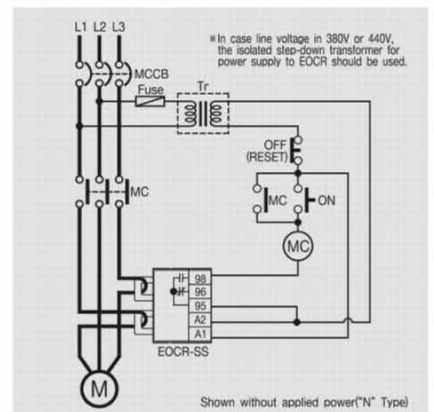 L1 L2 L3
※In case line voltage in 380V or 440V,
the isolated step-down transformer for
power supply to EOCR should be used.
MCCB
Fuse
Tr
OFF
(RESET)
MC
MC
ON
MC
98
96
95
A2
A1
EOCR-SS
M
Shown without applied power("N" Type)